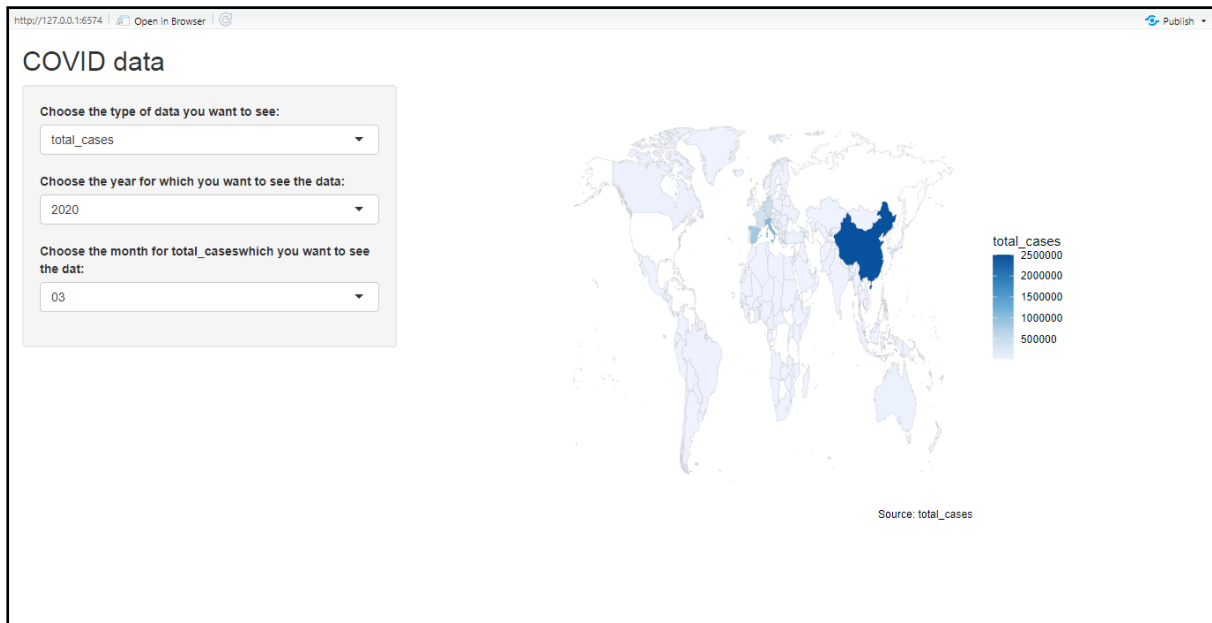 http://127.0.0.1:6574 Open in Browser Publish
COVID data
Choose the type of data you want to see:
total_cases
Choose the year for which you want to see the data:
2020
Choose the month for total_caseswhich you want to see
the dat:
03
total_cases
2500000
2000000
1500000
1000000
500000
Source: total_cases